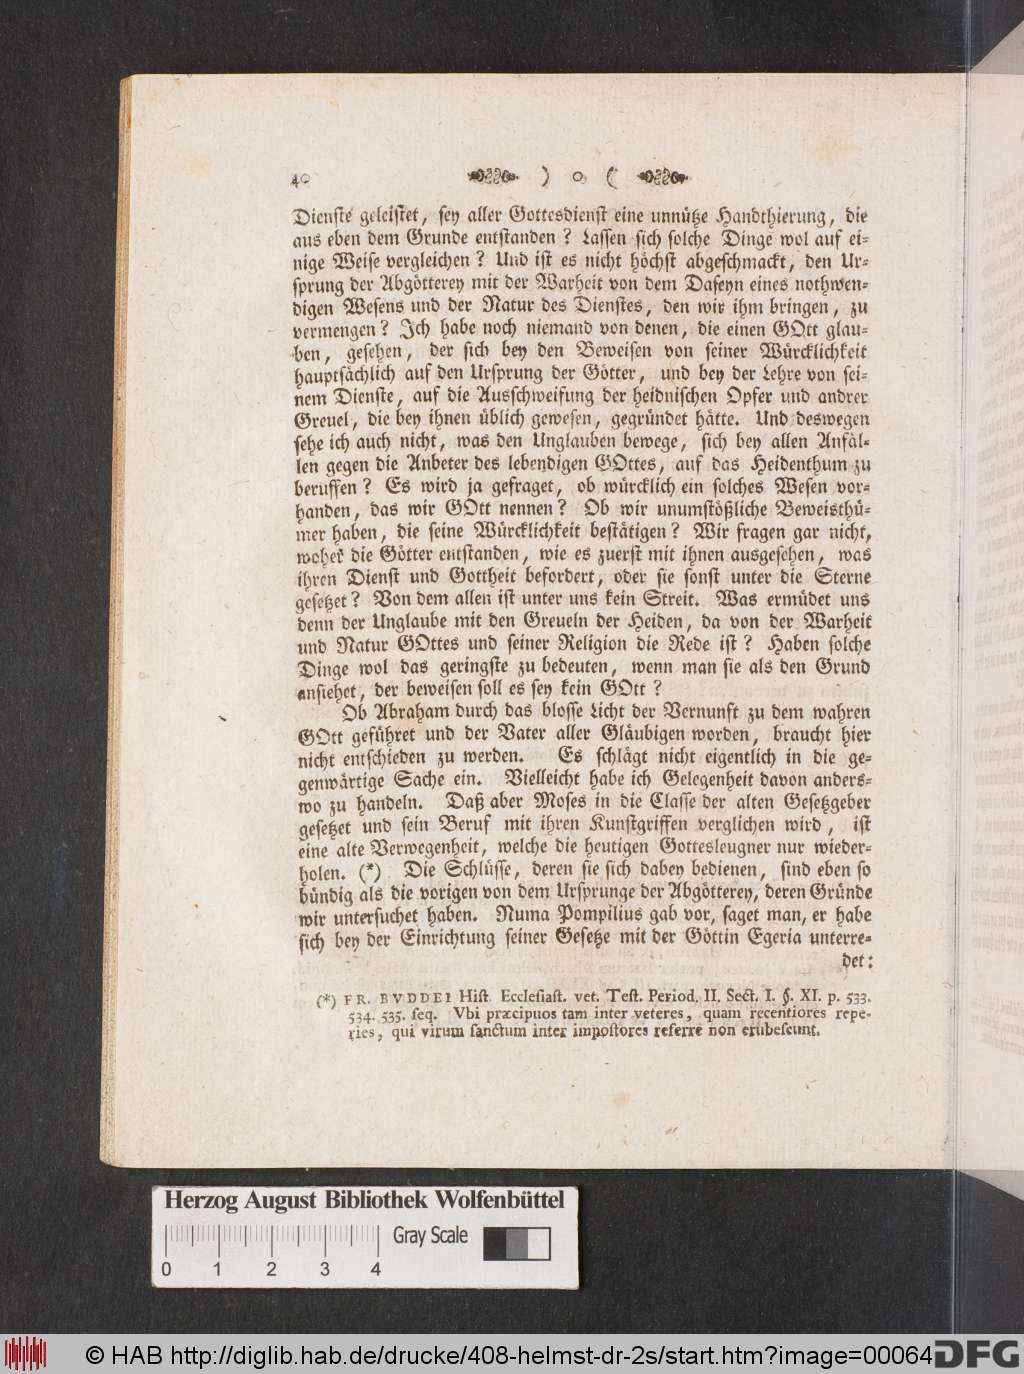 40 ) o (
Dienste geleistet, sey aller Gottesdienst eine unnütze Handthierung, die
aus eben dem Grunde entstanden? Lassen sich solche Dinge wol auf ei-
nige Weise vergleichen? Und ist es nicht höchst abgeschmackt, den Ur-
sprung der Abgötterey mit der Warheit von dem Daseyn eines nothwen-
digen Wesens und der Natur des Dienstes, den wir ihm bringen, zu
vermengen? Ich habe noch niemand von denen, die einen GOtt glau-
ben, gesehen, der sich bey den Beweisen von seiner Würcklichkeit
hauptsächlich auf den Ursprung der Götter, und bey der Lehre von sei-
nem Dienste, auf die Ausschweifung der heidnischen Opfer und andrer
Greuel, die bey ihnen üblich gewesen, gegründet hätte. Und deswegen
sehe ich auch nicht, was den Unglauben bewege, sich bey allen Anfäl-
len gegen die Anbeter des lebendigen GOttes, auf das Heidenthum zu
beruffen? Es wird ja gefraget, ob würcklich ein solches Wesen vor-
handen, das wir GOtt nennen? Ob wir unumstößliche Beweisthü-
mer haben, die seine Würcklichkeit bestätigen? Wir fragen gar nicht,
woher die Götter entstanden, wie es zuerst mit ihnen ausgesehen, was
ihren Dienst und Gottheit befordert, oder sie sonst unter die Sterne
gesetzet? Von dem allen ist unter uns kein Streit. Was ermüdet uns
denn der Unglaube mit den Greueln der Heiden, da von der Warheit
und Natur GOttes und seiner Religion die Rede ist? Haben solche
Dinge wol das geringste zu bedeuten, wenn man sie als den Grund
ansiehet, der beweisen soll es sey kein GOtt?
Ob Abraham durch das blosse Licht der Vernunft zu dem wahren
GOtt geführet und der Vater aller Gläubigen worden, braucht hier
nicht entschieden zu werden. Es schlägt nicht eigentlich in die ge-
genwärtige Sache ein. Vielleicht habe ich Gelegenheit davon anders-
wo zu handeln. Daß aber Moses in die Classe der alten Gesetzgeber
gesetzet und sein Beruf mit ihren Kunstgriffen verglichen wird, ist
eine alte Verwegenheit, welche die heutigen Gottesleugner nur wieder-
holen. (*) Die Schlüsse, deren sie sich dabey bedienen, sind eben so
bündig als die vorigen von dem Ursprunge der Abgötterey, deren Gründe
wir untersuchet haben. Numa Pompilius gab vor, saget man, er habe
sich bey der Einrichtung seiner Gesetze mit der Göttin Egeria unterre-
det:
(*) FR. BVDDEI Hist. Ecclesiast. vet. Test. Period. II. Sect. I. §. XI. p. 533.
534. 535. seq. Vbi præcipuos tam inter veteres, quam recentiores repe-
ries, qui virum sanctum inter impostores referre non erubescunt.
Herzog August Bibliothek Wolfenbüttel
Gray Scale
0 1 2 3 4
© HAB http://diglib.hab.de/drucke/408-helmst-dr-2s/start.htm?image=00064
DFG